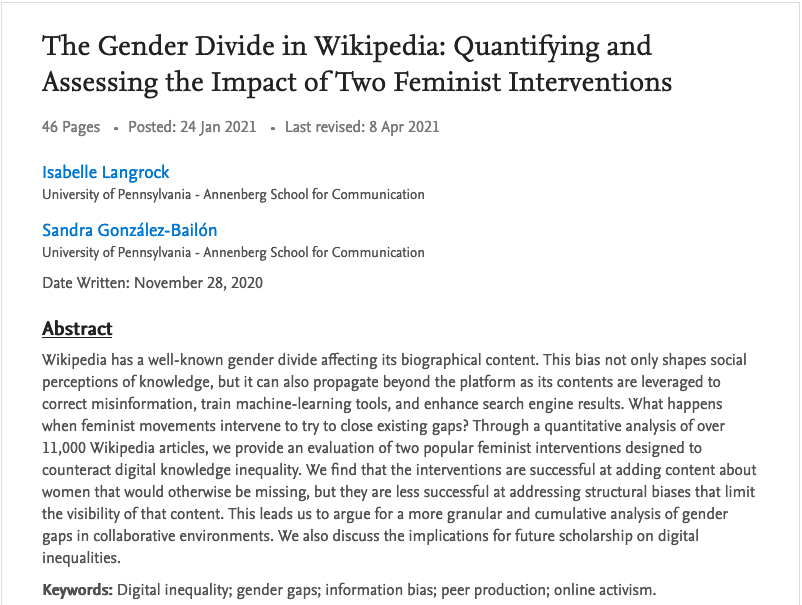 The Gender Divide in Wikipedia: Quantifying and
Assessing the Impact of Two Feminist Interventions
46 Pages • Posted: 24 Jan 2021 • Last revised: 8 Apr 2021
Isabelle Langrock
University of Pennsylvania - Annenberg School for Communication
Sandra González-Bailón
University of Pennsylvania - Annenberg School for Communication
Date Written: November 28, 2020
Abstract
Wikipedia has a well-known gender divide affecting its biographical content. This bias not only shapes social
perceptions of knowledge, but it can also propagate beyond the platform as its contents are leveraged to
correct misinformation, train machine-learning tools, and enhance search engine results. What happens
when feminist movements intervene to try to close existing gaps? Through a quantitative analysis of over
11,000 Wikipedia articles, we provide an evaluation of two popular feminist interventions designed to
counteract digital knowledge inequality. We find that the interventions are successful at adding content about
women that would otherwise be missing, but they are less successful at addressing structural biases that limit
the visibility of that content. This leads us to argue for a more granular and cumulative analysis of gender
gaps in collaborative environments. We also discuss the implications for future scholarship on digital
inequalities.
Keywords: Digital inequality; gender gaps; information bias; peer production; online activism.